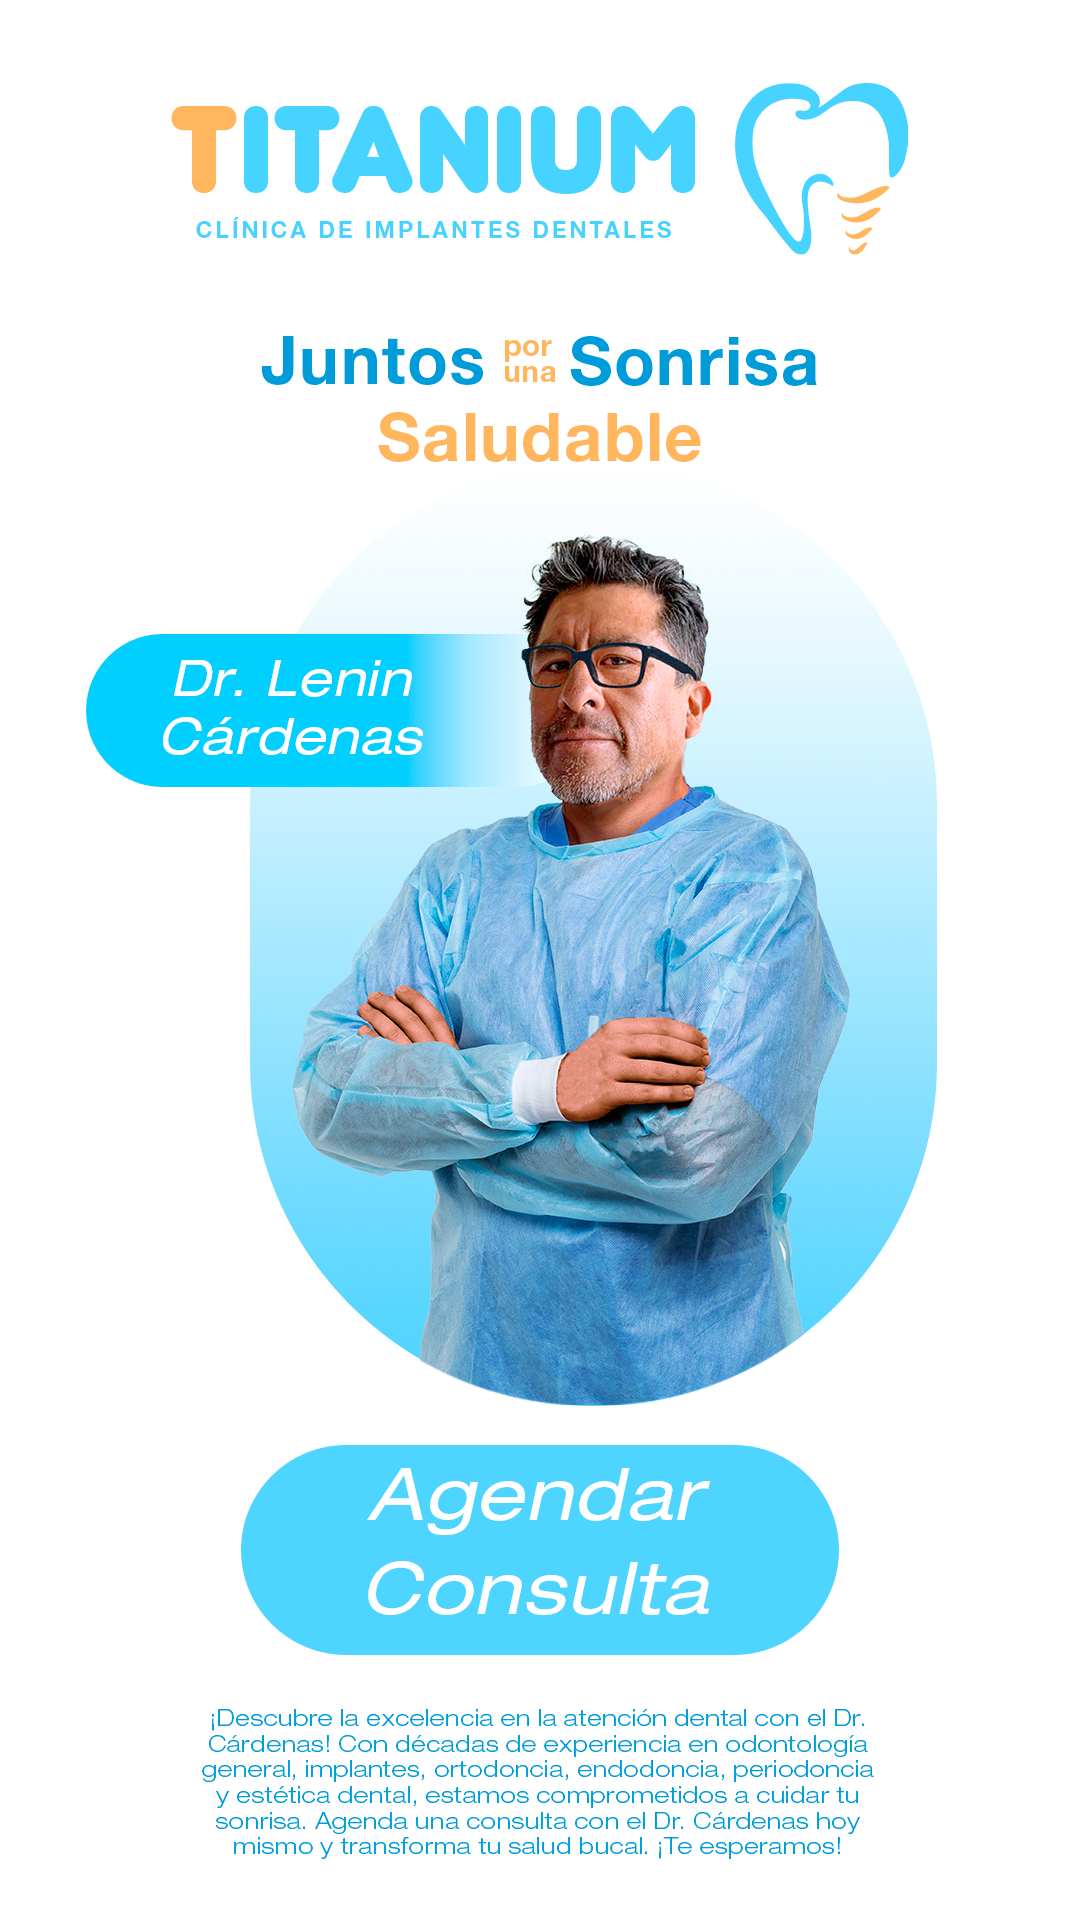 TITANIUM
CLÍNICA DE IMPLANTES DENTALES
Juntos por una Sonrisa
Saludable
Dr. Lenin
Cárdenas
Agendar
Consulta
¡Descubre la excelencia en la atención dental con el Dr.
Cárdenas! Con décadas de experiencia en odontología
general, implantes, ortodoncia, endodoncia, periodoncia
y estética dental, estamos comprometidos a cuidar tu
sonrisa. Agenda una consulta con el Dr. Cárdenas hoy
mismo y transforma tu salud bucal. ¡Te esperamos!